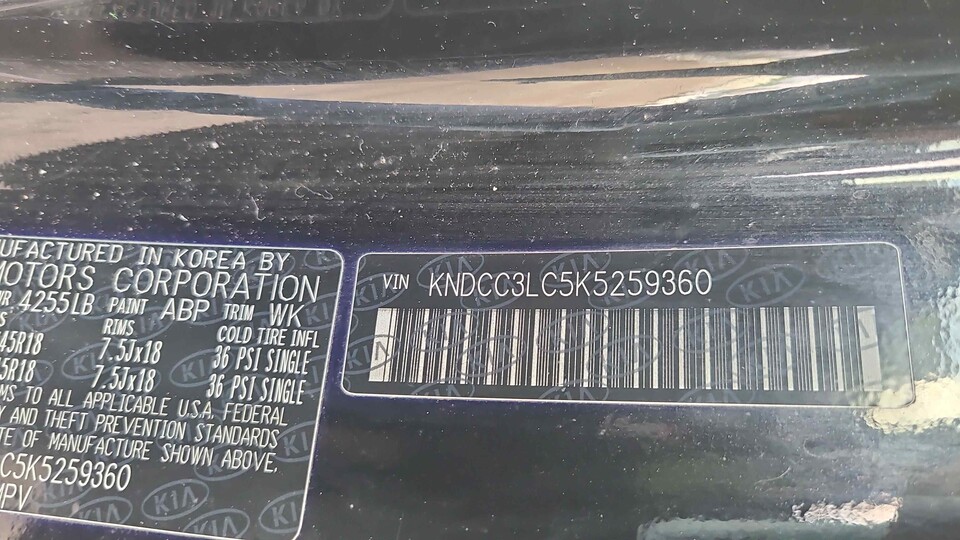 UFACTURED IN KOREA BY
MOTORS CORPORATION
WR 4255LB PAINT ABP TRIM WK
RIMS COLD TIRE INFL
45R18 7.5Jx18 36 PSI SINGLE
5R18 7.5Jx18 36 PSI SINGLE
MS TO ALL APPLICABLE U.S.A. FEDERAL
Y AND THEFT PREVENTION STANDARDS
TE OF MANUFACTURE SHOWN ABOVE.
C5K5259360
MPV
KIA
VIN KNDCC3LC5K5259360